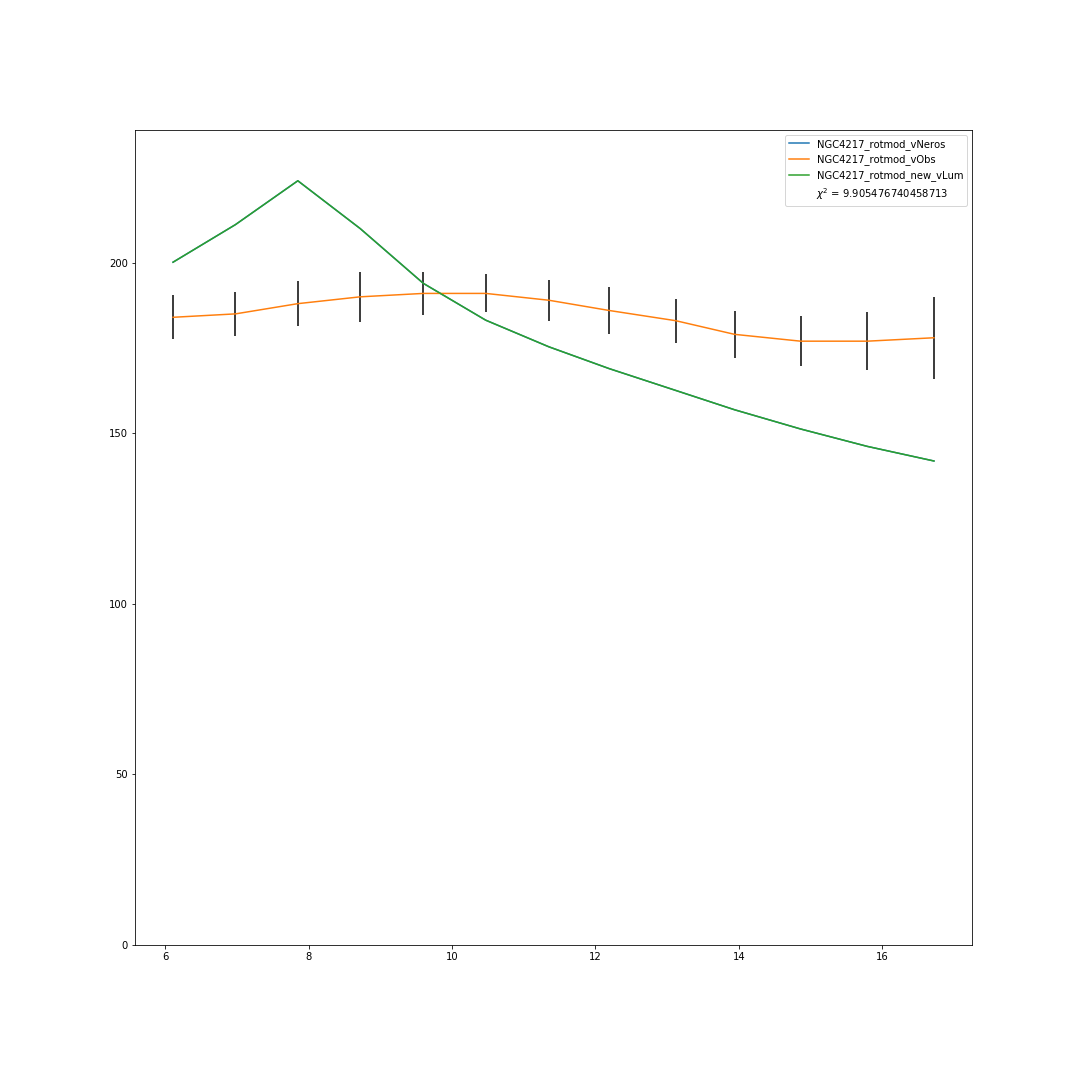 NGC4217_rotmod_vNeros
NGC4217_rotmod_vObs
NGC4217_rotmod_new_vLum
χ² = 9.905476740458713
200
150
100
50
0
6 8 10 12 14 16